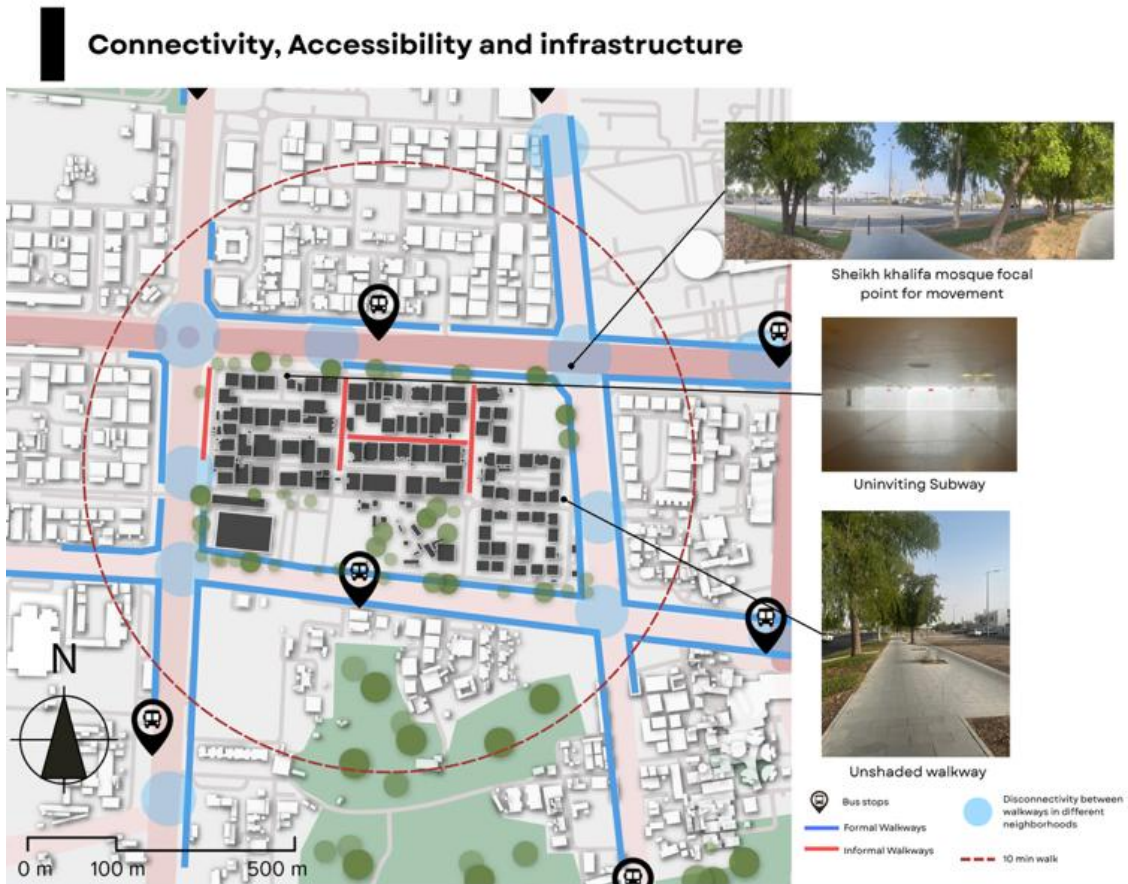 Connectivity, Accessibility and infrastructure
Sheikh khalifa mosque focal
point for movement
Uninviting Subway
Unshaded walkway
N
0 m
100 m
500 m
Bus stops
Formal Walkways
Informal Walkways
Disconnectivity between
walkways in different
neighborhoods
10 min walk